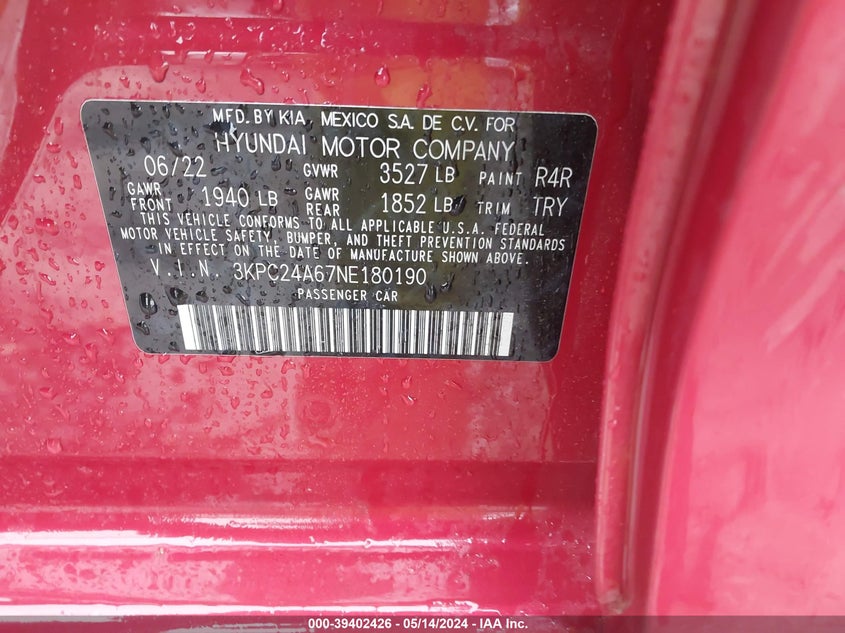 MFD. BY KIA MEXICO S.A. DE C.V. FOR
HYUNDAI MOTOR COMPANY
06/22 GVWR 3527 LB PAINT R4R
GAWR FRONT 1940 LB GAWR REAR 1852 LB TRIM TRY
THIS VEHICLE CONFORMS TO ALL APPLICABLE U.S.A. FEDERAL
MOTOR VEHICLE SAFETY, BUMPER, AND THEFT PREVENTION STANDARDS
IN EFFECT ON THE DATE OF MANUFACTURE SHOWN ABOVE.
V.I.N. 3KPC24A67NE180190
PASSENGER CAR
000-39402426 - 05/14/2024 - IAA Inc.